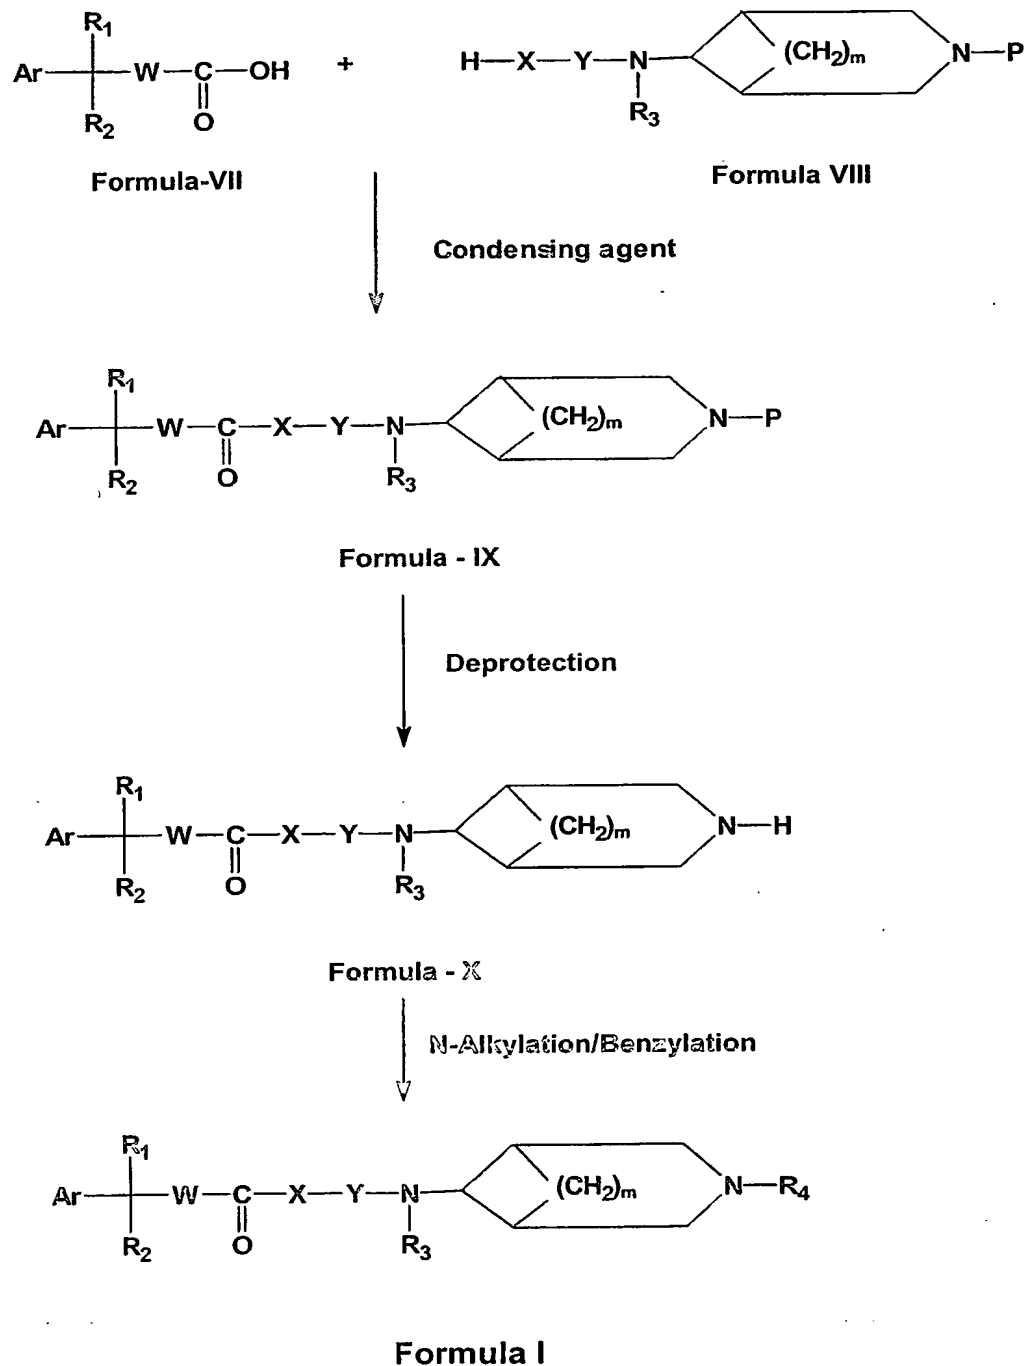 R1
Ar W C OH + H X Y N (CH2)m N P
R2 O R3
Formula-VII Formula VIII
Condensing agent
R1
Ar W C X Y N (CH2)m N P
R2 O R3
Formula - IX
Deprotection
R1
Ar W C X Y N (CH2)m N H
R2 O R3
Formula - X
N-Alkylation/Benzylation
R1
Ar W C X Y N (CH2)m N R4
R2 O R3
Formula I